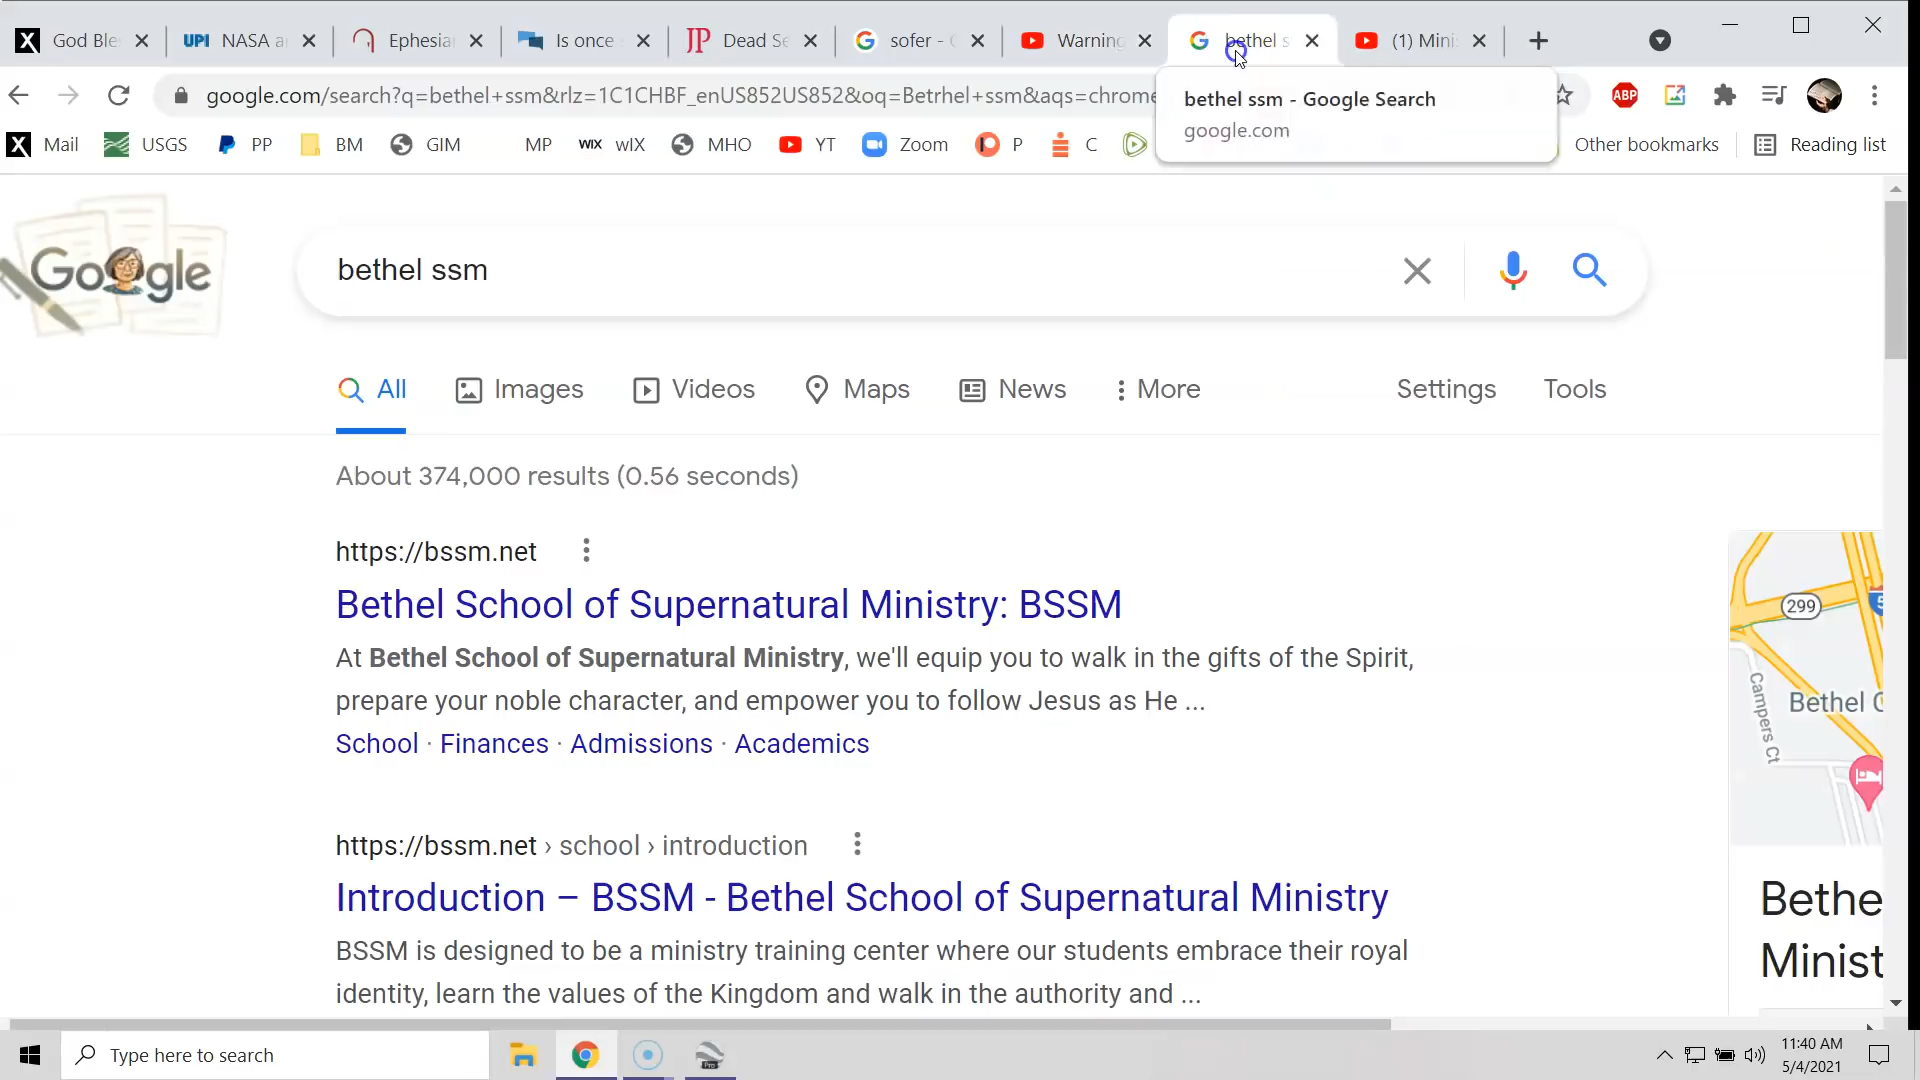 God Ble
UPI NASA a
Ephesia
Is once
JP Dead Se
sofer -
Warning
bethel s
(1) Mini
google.com/search?q=bethel+ssm&rlz=1C1CHBF_enUS852US852&oq=Betrhel+ssm&aqs=chrome
ABP
bethel ssm - Google Search
google.com
Mail
USGS
PP
BM
GIM
MP
WIX wIX
MHO
YT
Zoom
P
C
Other bookmarks
Reading list
Google
bethel ssm
All
Images
Videos
Maps
News
More
Settings
Tools
About 374,000 results (0.56 seconds)
https://bssm.net
Bethel School of Supernatural Ministry: BSSM
At Bethel School of Supernatural Ministry, we'll equip you to walk in the gifts of the Spirit,
prepare your noble character, and empower you to follow Jesus as He ...
School · Finances · Admissions · Academics
299
5
Campers Ct
Bethel C
https://bssm.net › school › introduction
Introduction – BSSM - Bethel School of Supernatural Ministry
BSSM is designed to be a ministry training center where our students embrace their royal
identity, learn the values of the Kingdom and walk in the authority and ...
Bethe
Minist
Type here to search
Pro
11:40 AM
5/4/2021